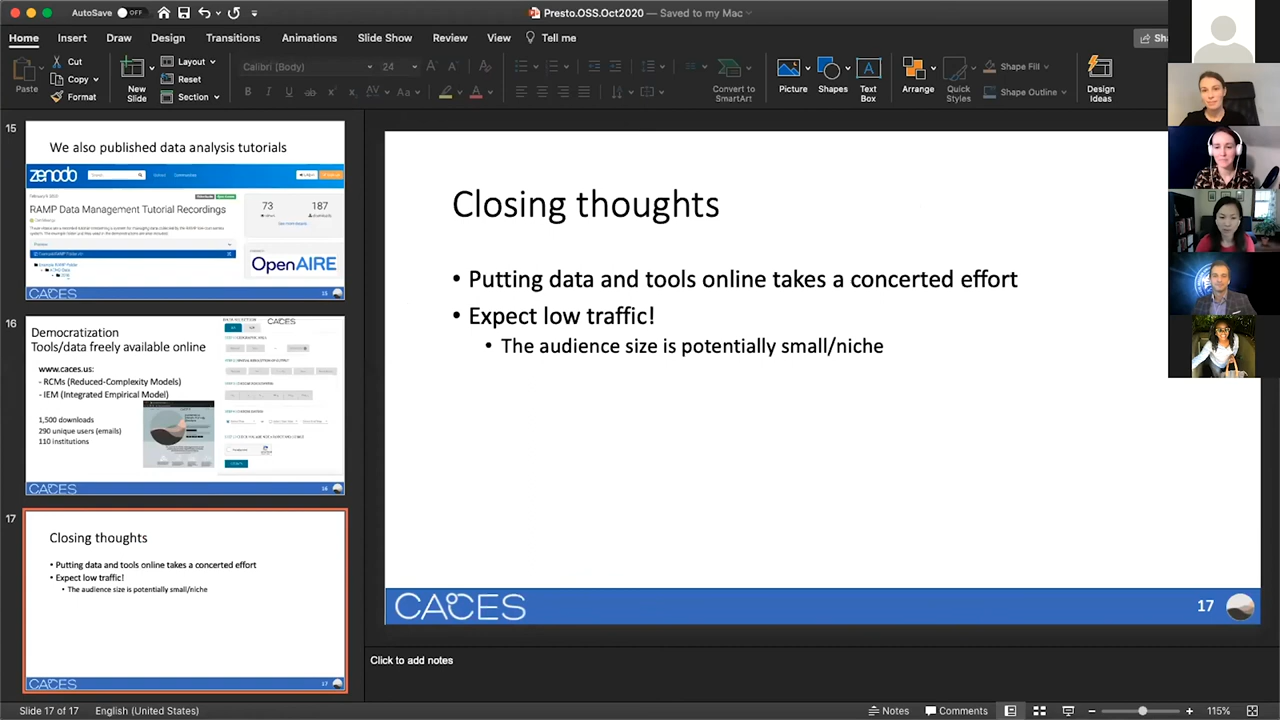 AutoSave OFF
Presto.OSS.Oct2020 — Saved to my Mac
Home Insert Draw Design Transitions Animations Slide Show Review View Tell me
Sha
Paste
Cut
Copy
Format
New Slide
Layout
Reset
Section
Calibri (Body) 24
Convert to SmartArt
Picture
Shapes
Text Box
Arrange
Quick Styles
Shape Fill
Shape Outline
Design Ideas
15
We also published data analysis tutorials
zenodo
RAMP Data Management Tutorial Recordings
73
187
OpenAIRE
CACES 15
16
Democratization
Tools/data freely available online
www.caces.us:
- RCMs (Reduced-Complexity Models)
- IEM (Integrated Empirical Model)
1,500 downloads
290 unique users (emails)
110 institutions
CACES
CACES 16
17
Closing thoughts
• Putting data and tools online takes a concerted effort
• Expect low traffic!
• The audience size is potentially small/niche
CACES 17
Closing thoughts
• Putting data and tools online takes a concerted effort
• Expect low traffic!
• The audience size is potentially small/niche
CACES 17
Click to add notes
Slide 17 of 17 English (United States) Notes Comments 115%